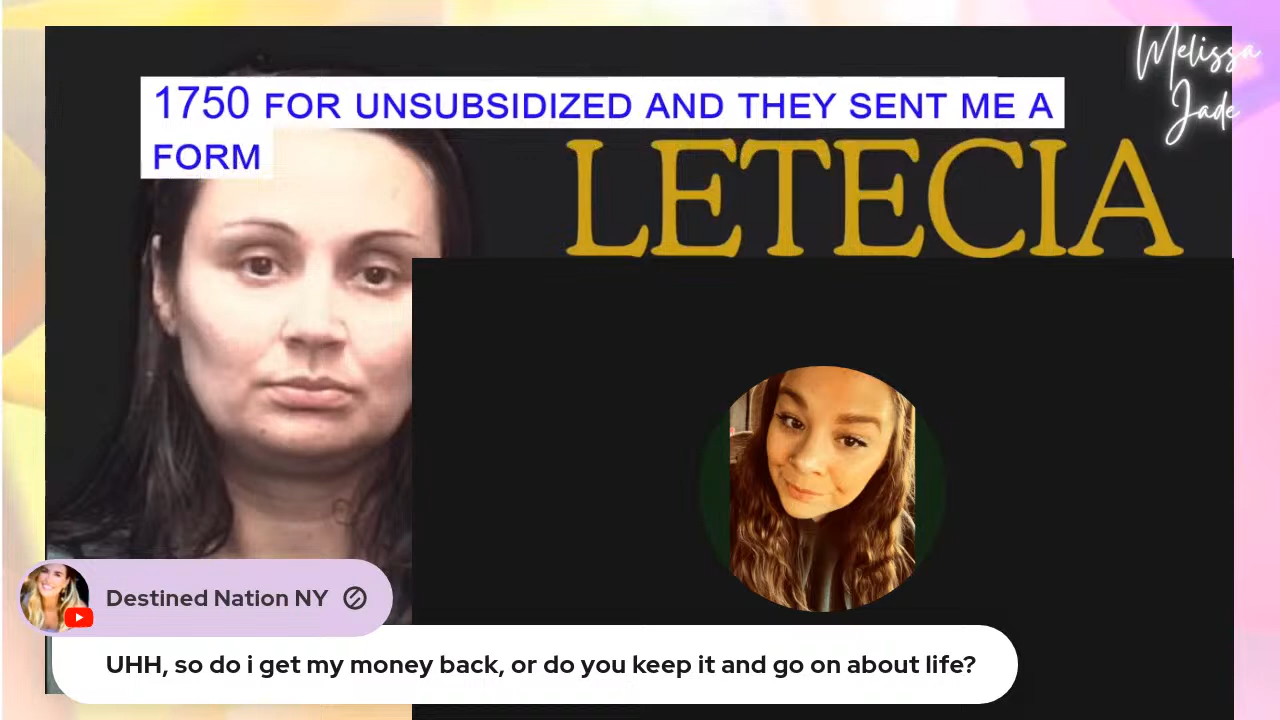 Melissa
Jade
1750 FOR UNSUBSIDIZED AND THEY SENT ME A
FORM
LETECIA
Destined Nation NY
UHH, so do i get my money back, or do you keep it and go on about life?